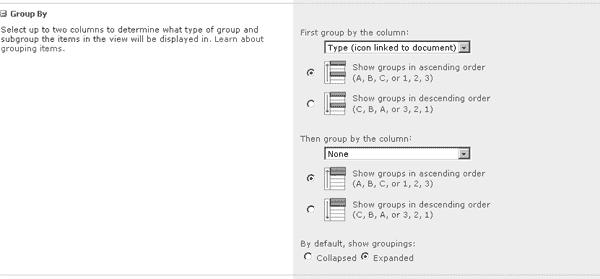 Group By
Select up to two columns to determine what type of group and
subgroup the items in the view will be displayed in. Learn about
grouping items.
First group by the column:
Type (icon linked to document)
Show groups in ascending order
(A, B, C, or 1, 2, 3)
Show groups in descending order
(C, B, A, or 3, 2, 1)
Then group by the column:
None
Show groups in ascending order
(A, B, C, or 1, 2, 3)
Show groups in descending order
(C, B, A, or 3, 2, 1)
By default, show groupings:
Collapsed Expanded